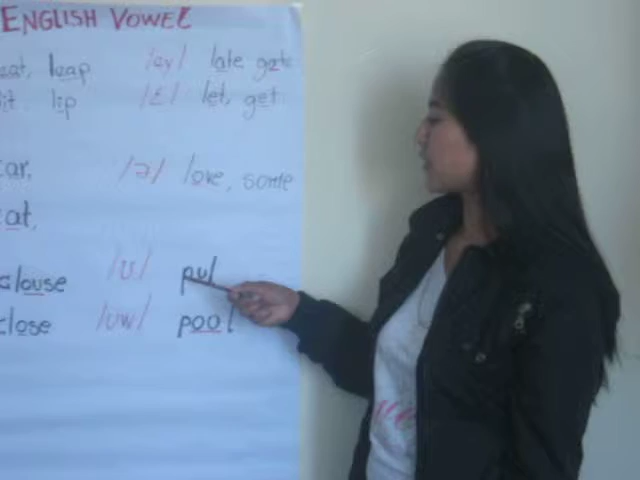 ENGLISH VOWEL
eat, leap /ey/ late gate
it lip /ɛ/ let, get
car, /ə/ love, some
at,
clouse /ʊ/ pul
close /uw/ pool